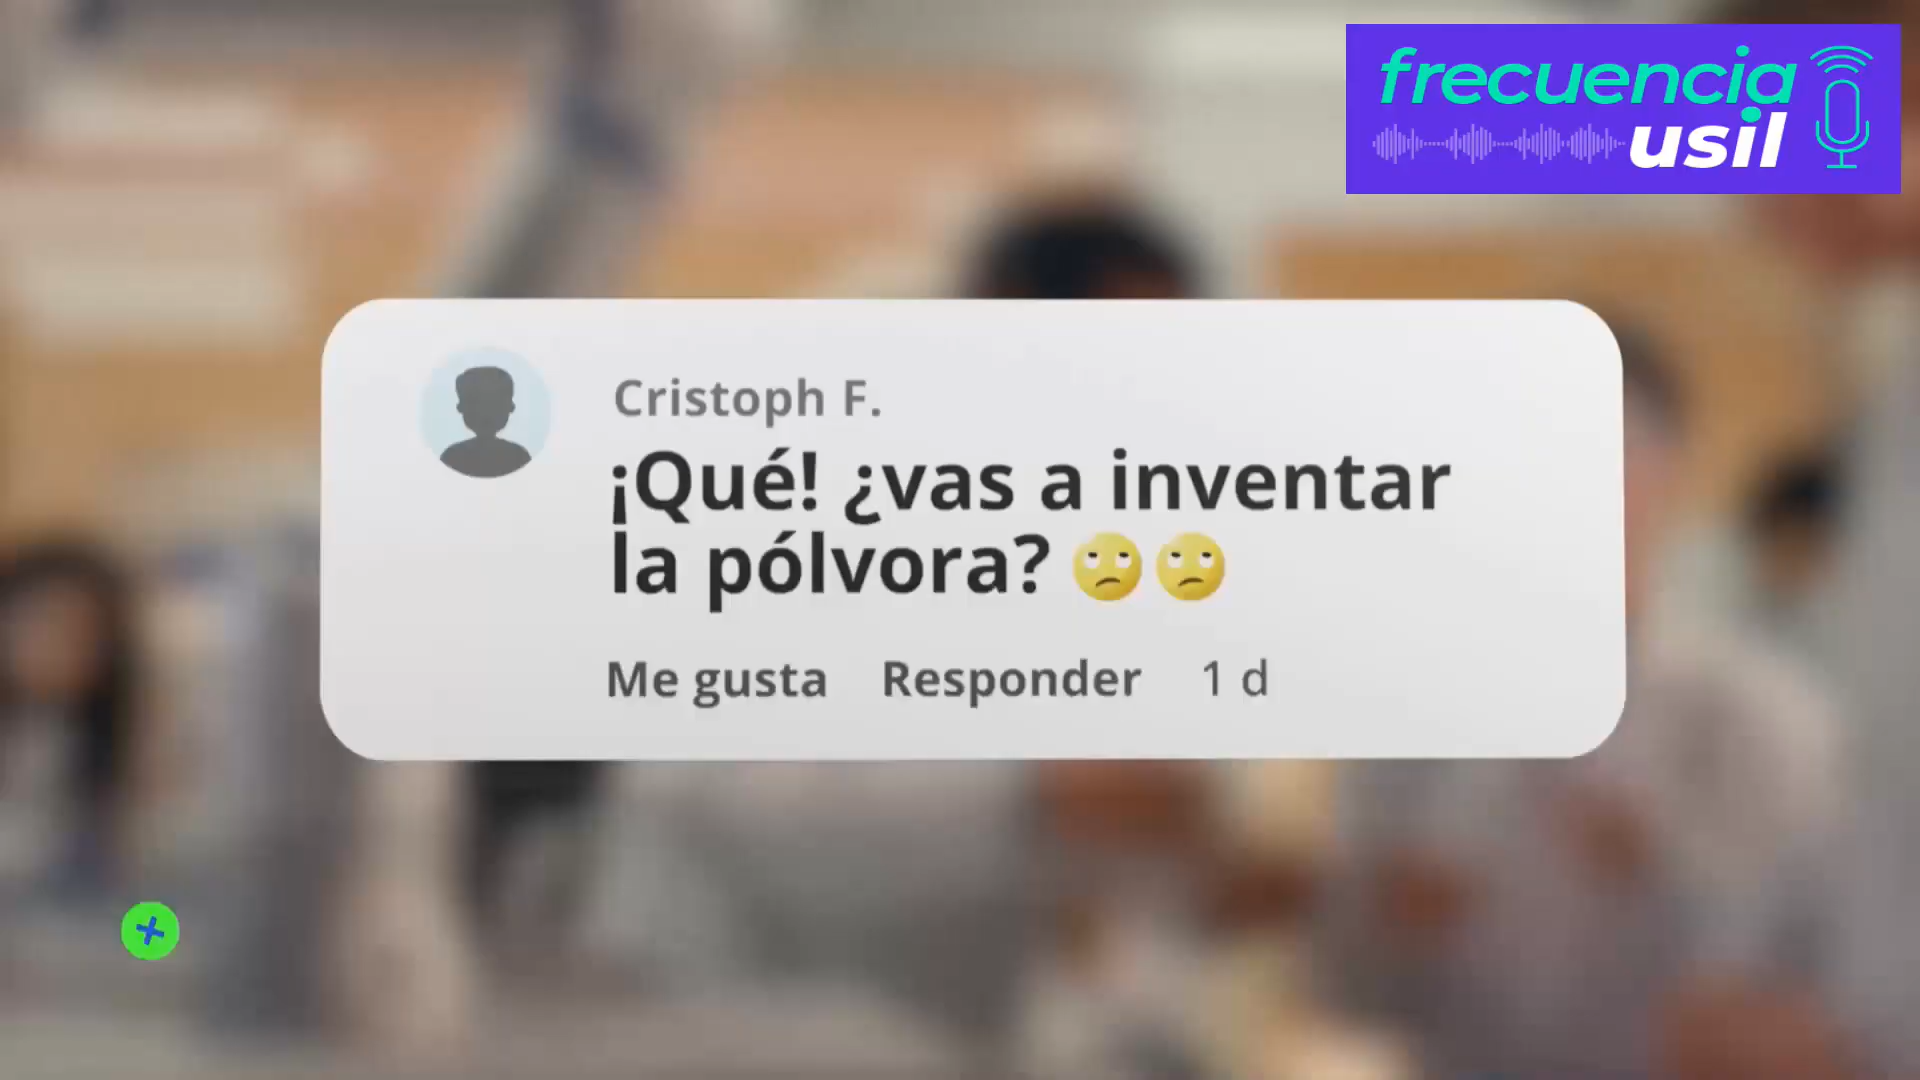 frecuencia
usil
Cristoph F.
¡Qué! ¿vas a inventar
la pólvora? 🙄🙄
Me gusta Responder 1 d